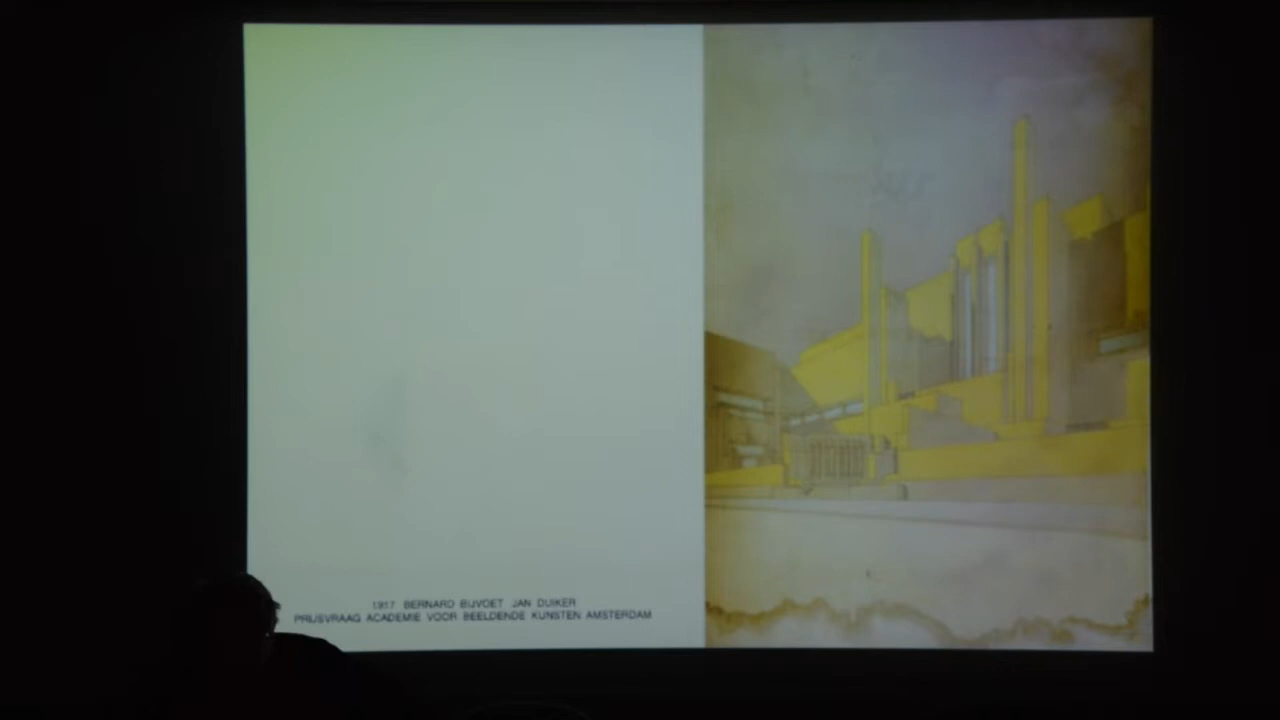 1917 BERNARD BIJVOET JAN DUIKER
PRIJSVRAAG ACADEMIE VOOR BEELDENDE KUNSTEN AMSTERDAM